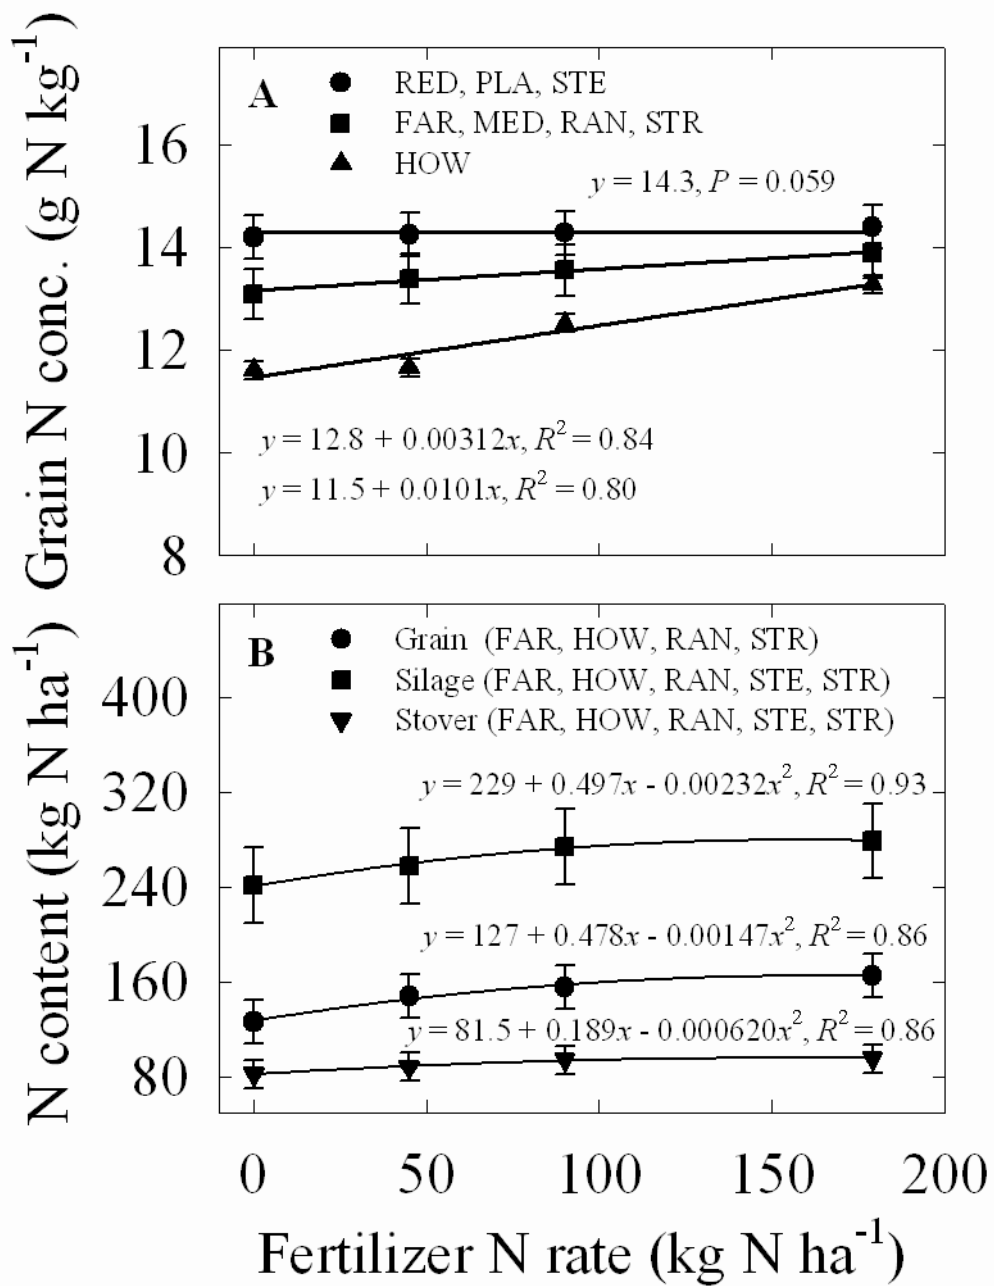 Grain N conc. (g N kg⁻¹)
16
14
12
10
8
A
RED, PLA, STE
FAR, MED, RAN, STR
HOW
y = 14.3, P = 0.059
y = 12.8 + 0.00312x, R² = 0.84
y = 11.5 + 0.0101x, R² = 0.80
N content (kg N ha⁻¹)
400
320
240
160
80
B
Grain (FAR, HOW, RAN, STR)
Silage (FAR, HOW, RAN, STE, STR)
Stover (FAR, HOW, RAN, STE, STR)
y = 229 + 0.497x - 0.00232x², R² = 0.93
y = 127 + 0.478x - 0.00147x², R² = 0.86
y = 81.5 + 0.189x - 0.000620x², R² = 0.86
0 50 100 150 200
Fertilizer N rate (kg N ha⁻¹)